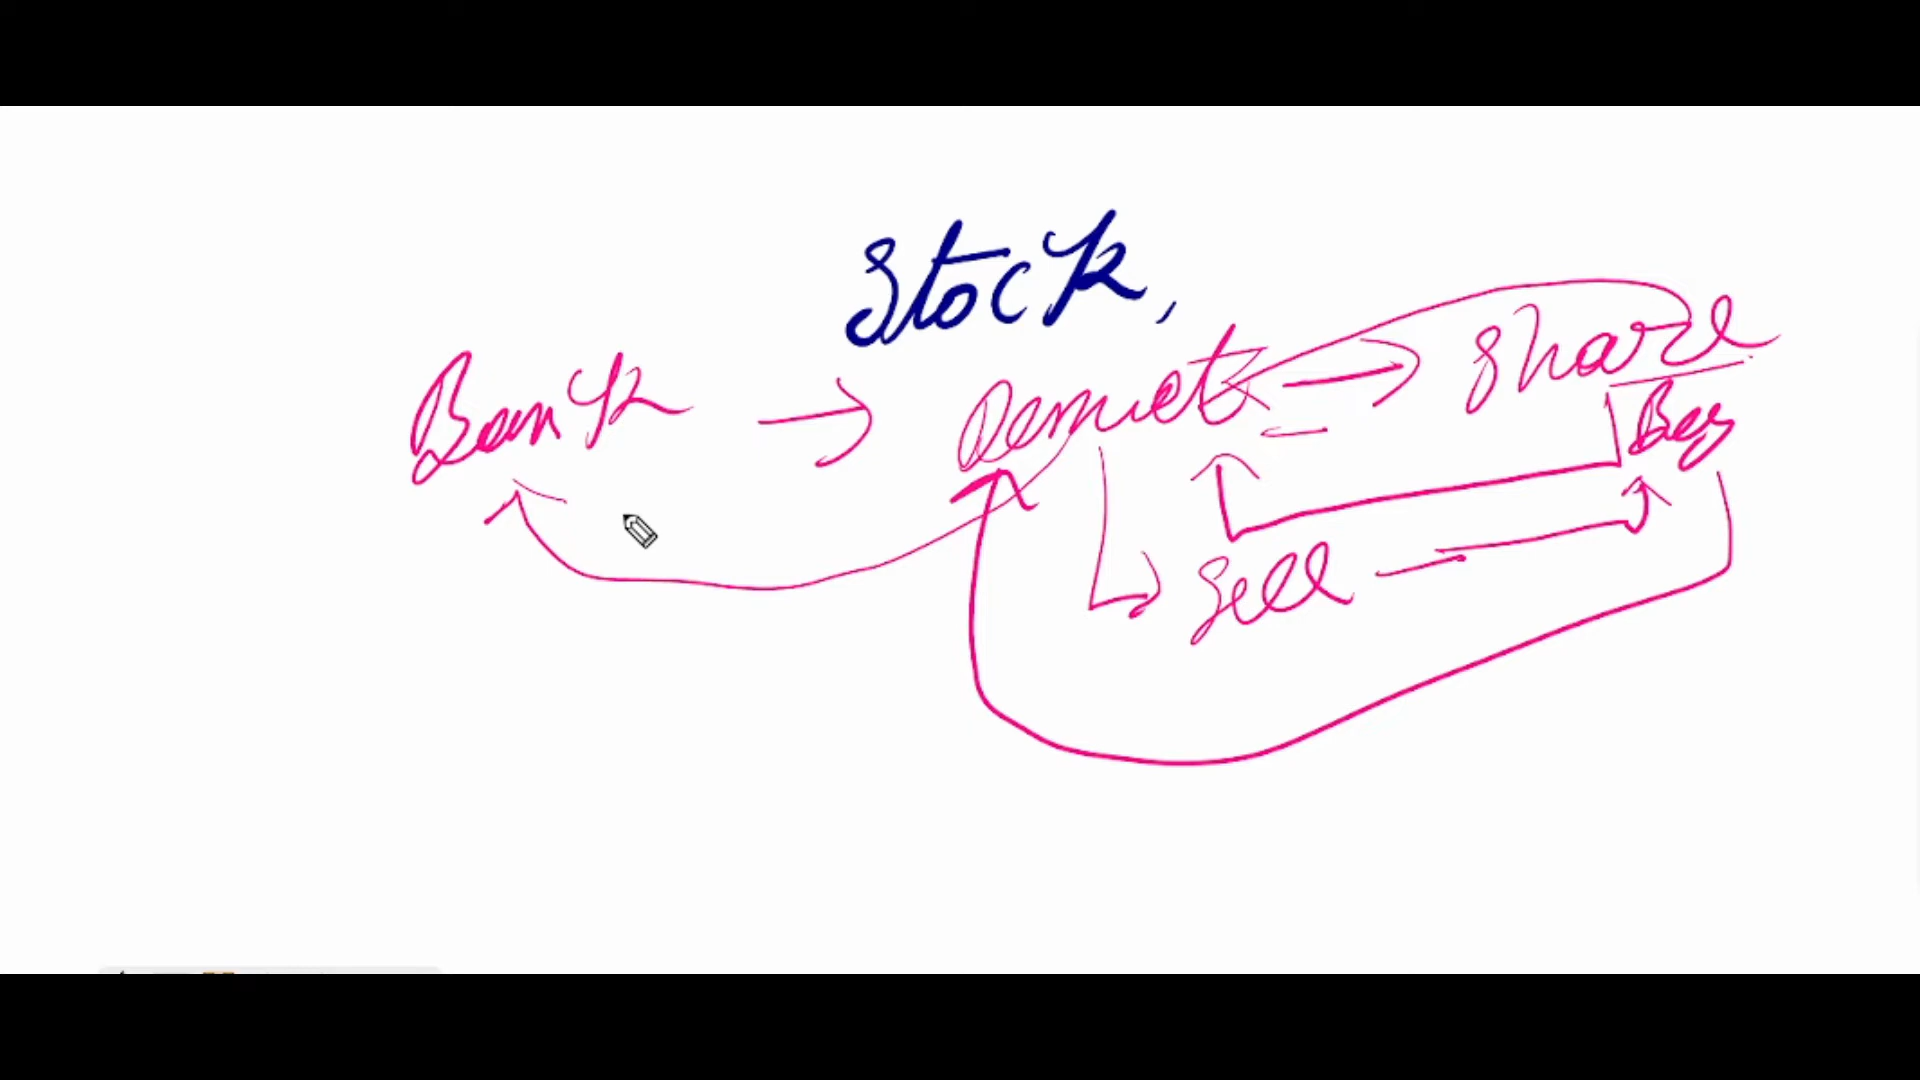 Stock,
Bank → Demat → Share
Buy
Sell